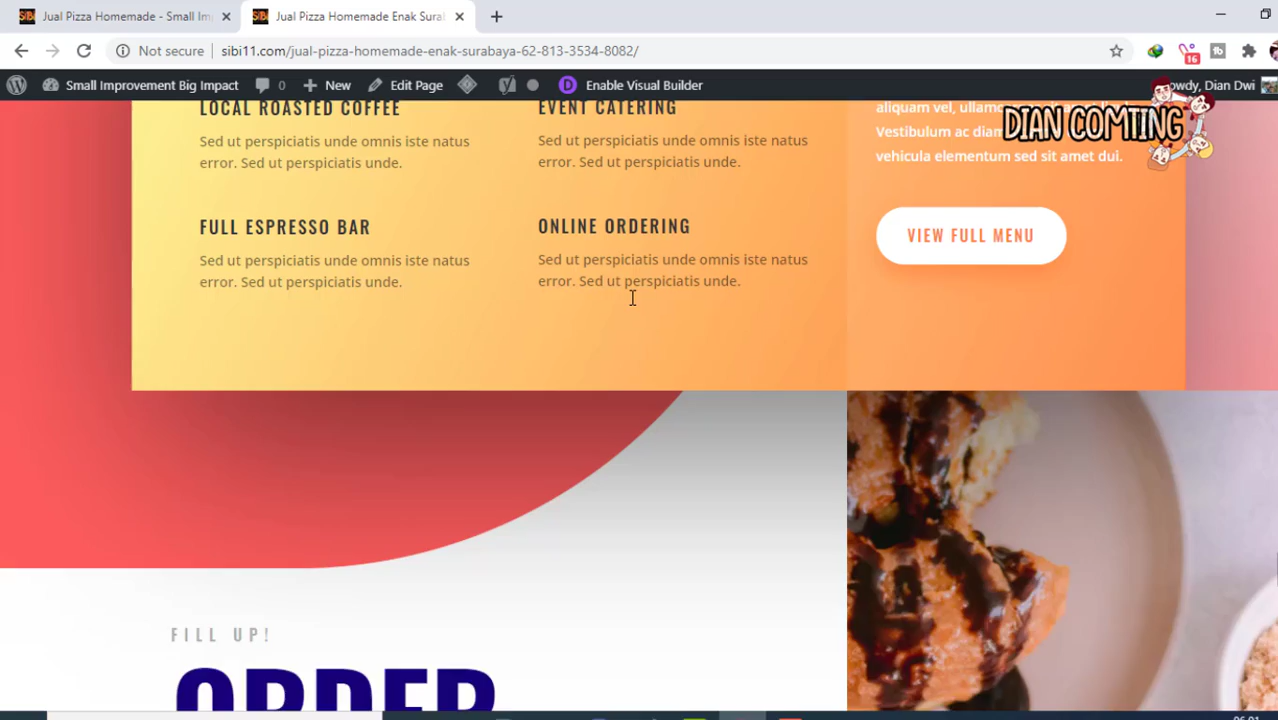 Jual Pizza Homemade - Small Im
Jual Pizza Homemade Enak Sura
Not secure
sibi11.com/jual-pizza-homemade-enak-surabaya-62-813-3534-8082/
16
Small Improvement Big Impact
0
New
Edit Page
D
Enable Visual Builder
owdy, Dian Dwi
DIAN COMTING
LOCAL ROASTED COFFEE
Sed ut perspiciatis unde omnis iste natus
error. Sed ut perspiciatis unde.
EVENT CATERING
Sed ut perspiciatis unde omnis iste natus
error. Sed ut perspiciatis unde.
aliquam vel, ullamc
Vestibulum ac diam
vehicula elementum sed sit amet dui.
FULL ESPRESSO BAR
Sed ut perspiciatis unde omnis iste natus
error. Sed ut perspiciatis unde.
ONLINE ORDERING
Sed ut perspiciatis unde omnis iste natus
error. Sed ut perspiciatis unde.
VIEW FULL MENU
FILL UP!
ORDER